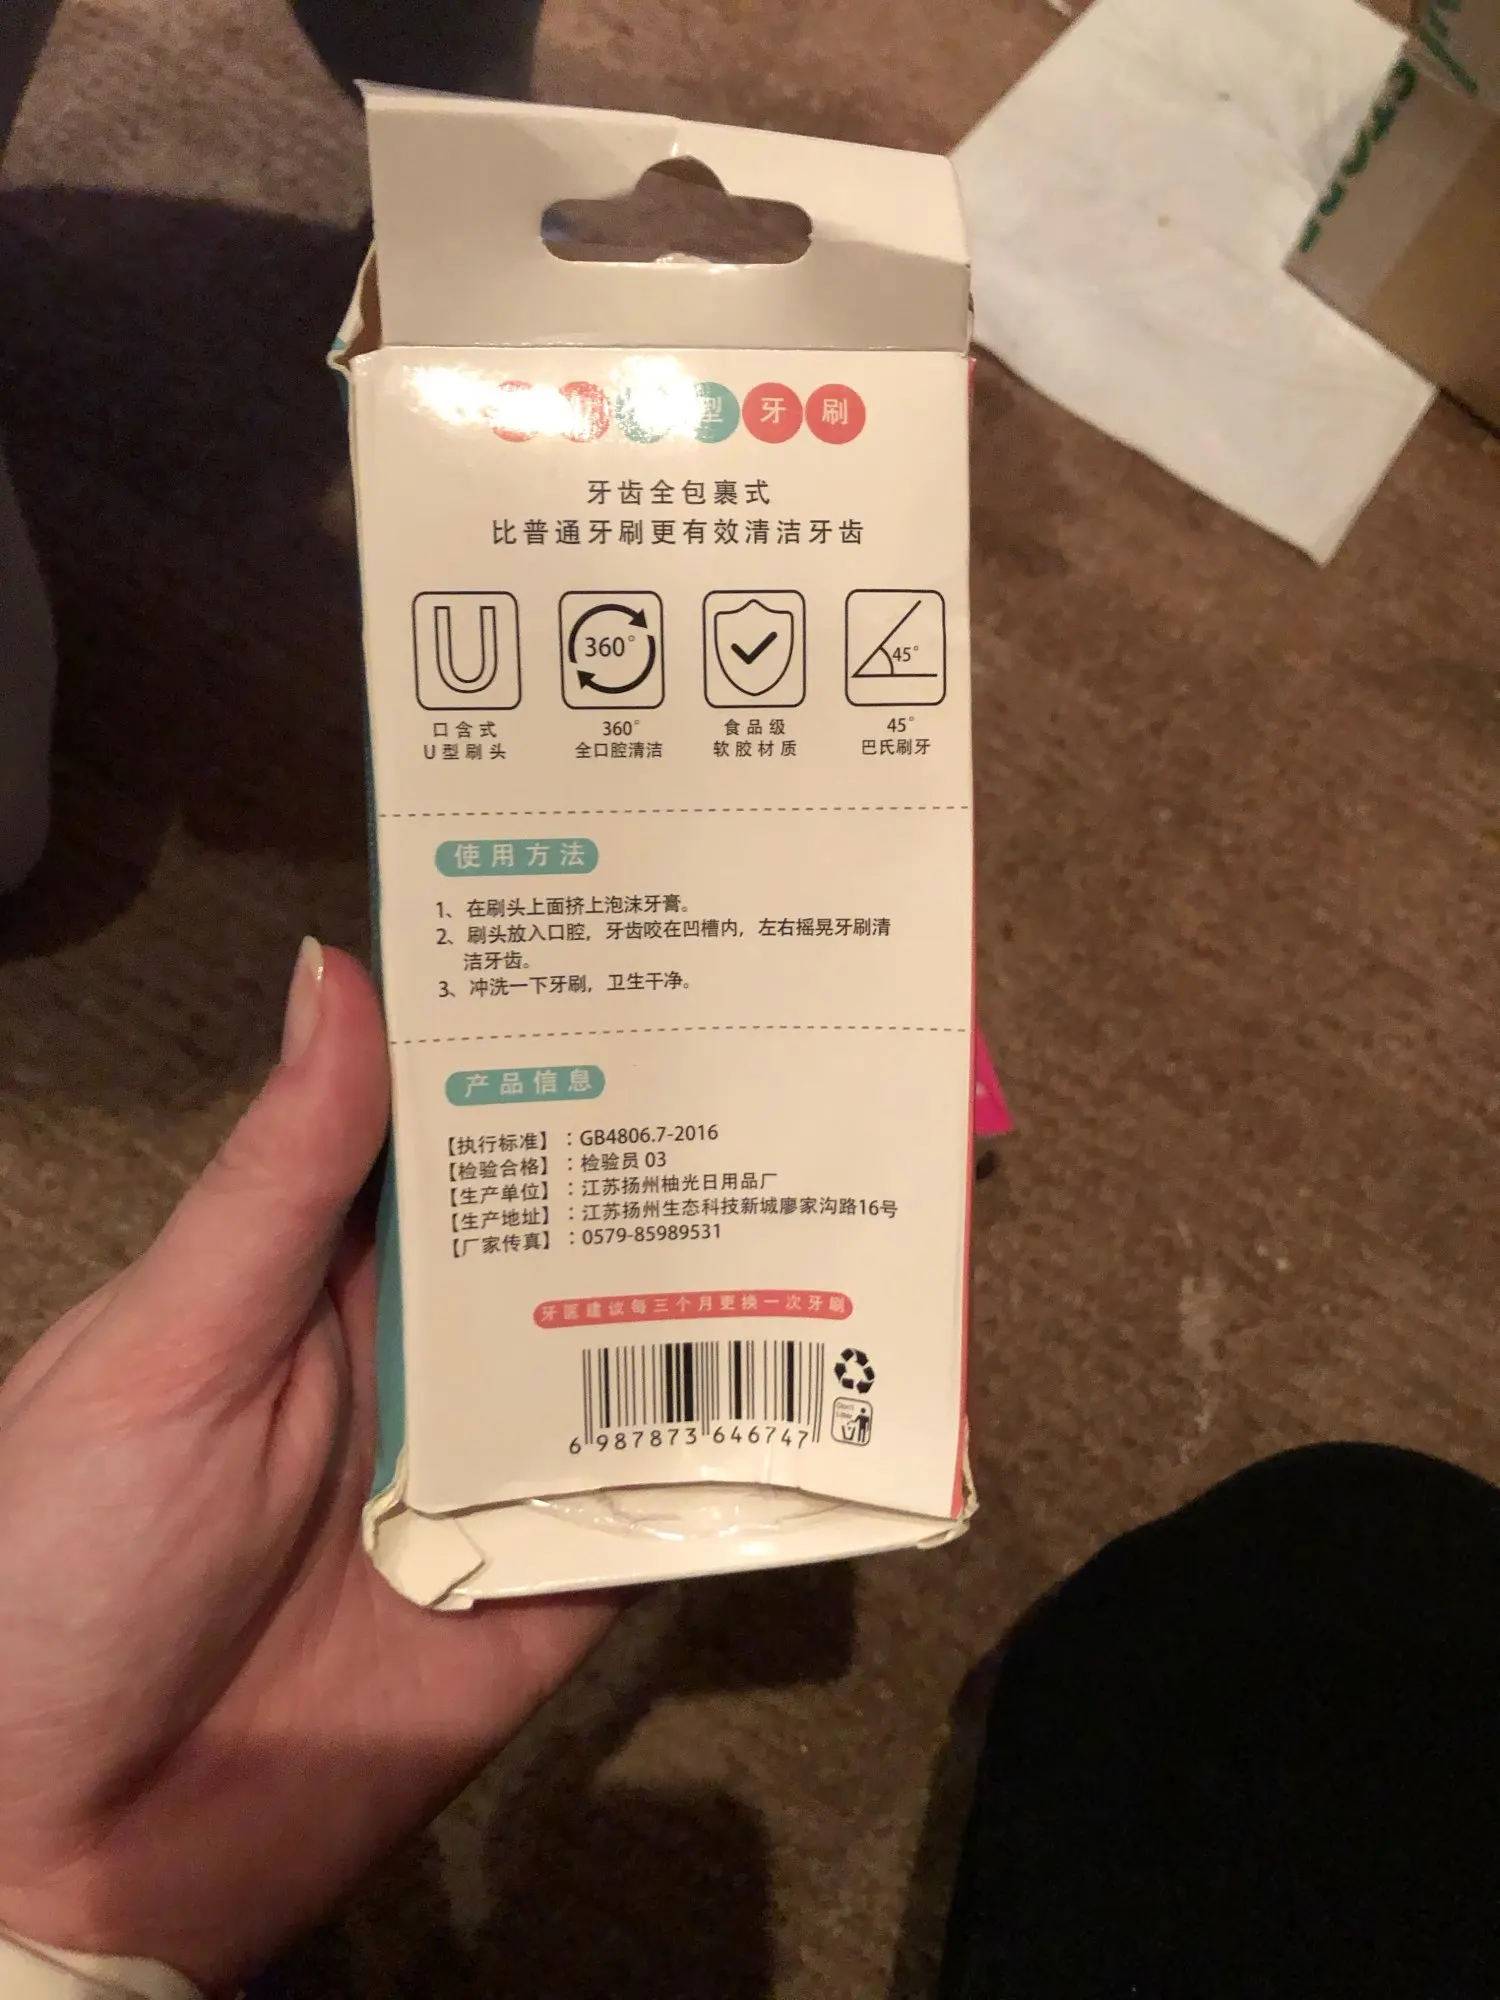 型牙刷
牙齿全包裹式
比普通牙刷更有效清洁牙齿
360°
45°
口含式
U型刷头
360°
全口腔清洁
食品级
软胶材质
45°
巴氏刷牙
使用方法
1、在刷头上面挤上泡沫牙膏。
2、刷头放入口腔，牙齿咬在凹槽内，左右摇晃牙刷清
洁牙齿。
3、冲洗一下牙刷，卫生干净。
产品信息
【执行标准】：GB4806.7-2016
【检验合格】：检验员 03
【生产单位】：江苏扬州柚光日用品厂
【生产地址】：江苏扬州生态科技新城廖家沟路16号
【厂家传真】：0579-85989531
牙医建议每三个月更换一次牙刷
6 987873 646747